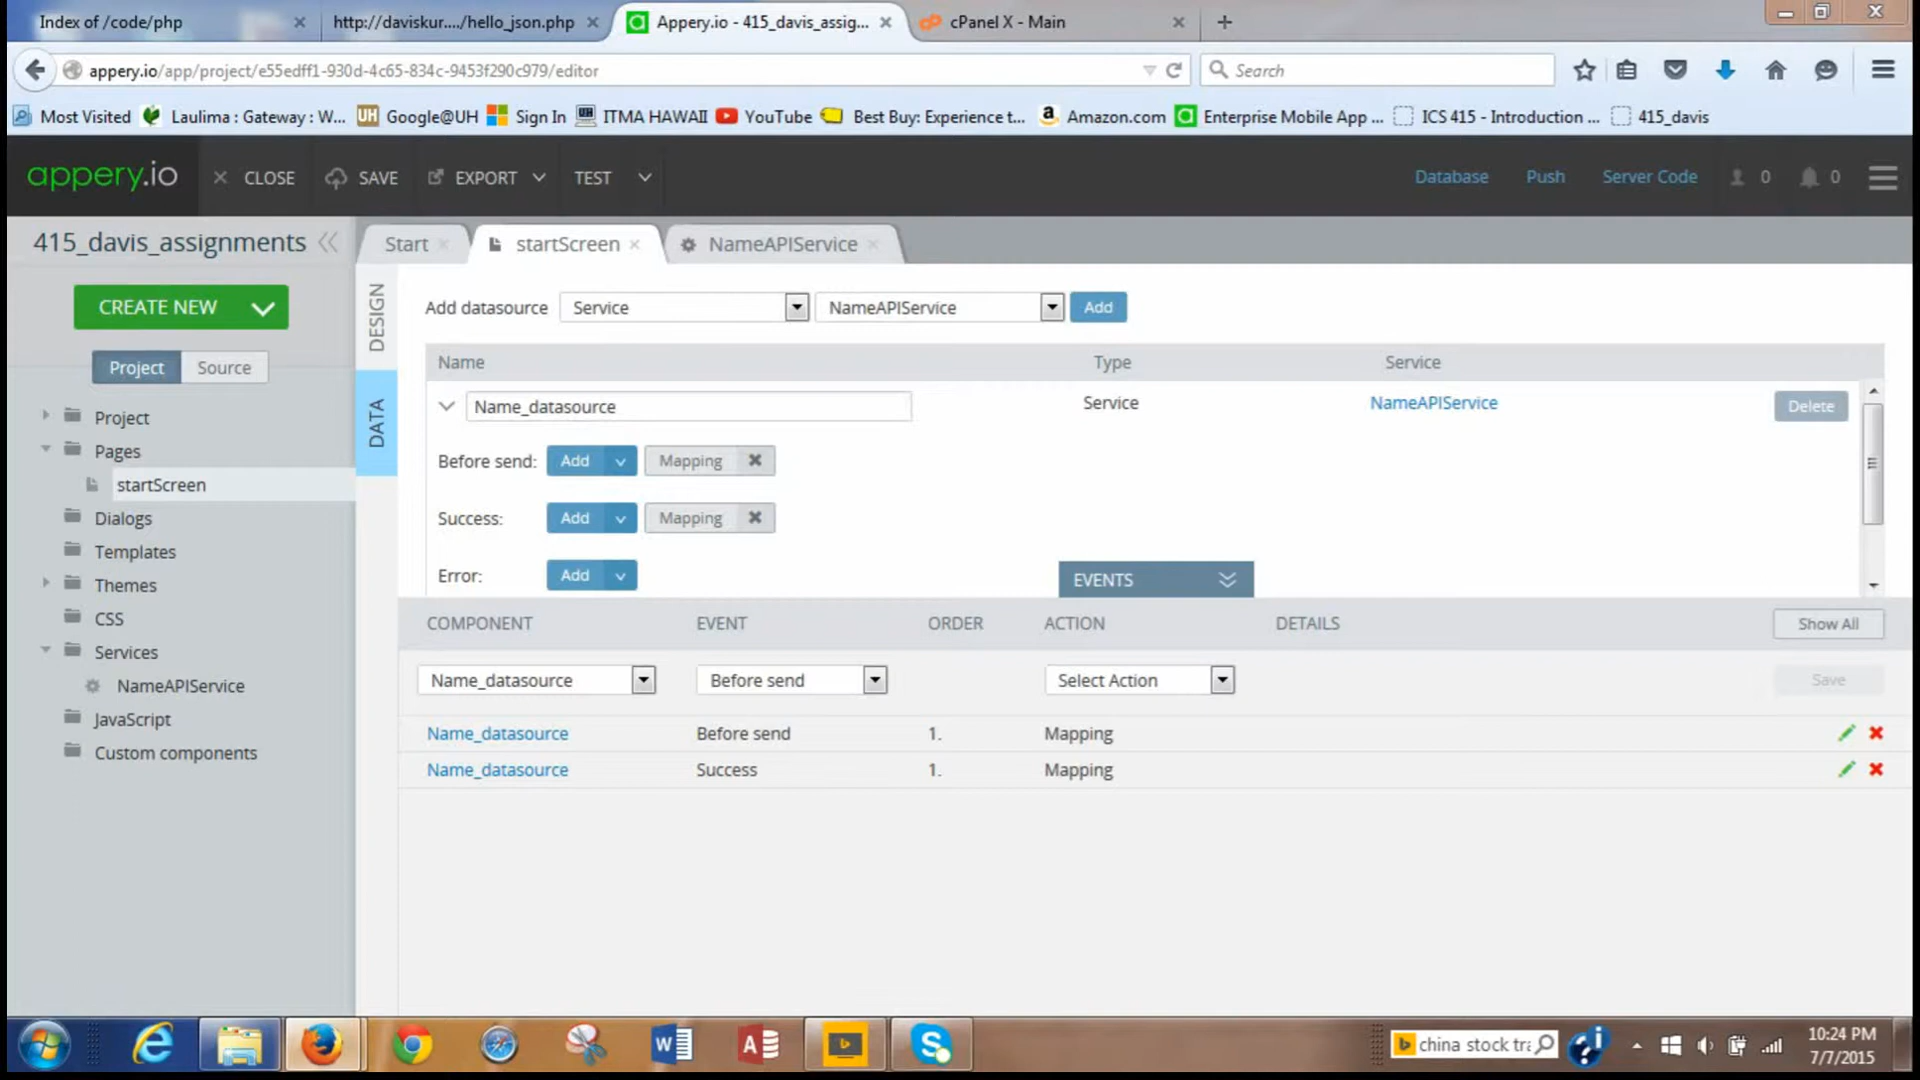 Index of /code/php
http://daviskur..../hello_json.php
Appery.io - 415_davis_assig...
cPanel X - Main
appery.io/app/project/e55edff1-930d-4c65-834c-9453f290c979/editor
Search
Most Visited
Laulima : Gateway : W...
UH Google@UH
Sign In
ITMA HAWAII
YouTube
Best Buy: Experience t...
Amazon.com
Enterprise Mobile App ...
ICS 415 - Introduction ...
415_davis
appery.io
CLOSE
SAVE
EXPORT
TEST
Database
Push
Server Code
0
0
415_davis_assignments
Start
startScreen
NameAPIService
CREATE NEW
Project
Source
Project
Pages
startScreen
Dialogs
Templates
Themes
CSS
Services
NameAPIService
JavaScript
Custom components
DESIGN
DATA
Add datasource
Service
NameAPIService
Add
Name
Type
Service
Name_datasource
Service
NameAPIService
Delete
Before send:
Add
Mapping
Success:
Add
Mapping
Error:
Add
EVENTS
COMPONENT
EVENT
ORDER
ACTION
DETAILS
Show All
Name_datasource
Before send
Select Action
Save
Name_datasource
Before send
1.
Mapping
Name_datasource
Success
1.
Mapping
china stock tr
10:24 PM
7/7/2015